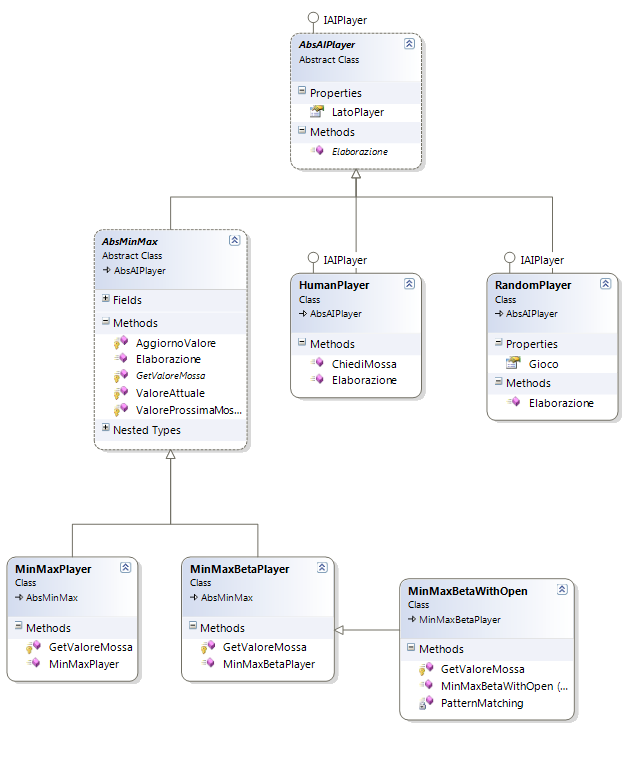 IAIPlayer
AbsAIPlayer
Abstract Class
Properties
LatoPlayer
Methods
Elaborazione
AbsMinMax
Abstract Class
AbsAIPlayer
Fields
Methods
AggiornoValore
Elaborazione
GetValoreMossa
ValoreAttuale
ValoreProssimaMos...
Nested Types
IAIPlayer
HumanPlayer
Class
AbsAIPlayer
Methods
ChiediMossa
Elaborazione
IAIPlayer
RandomPlayer
Class
AbsAIPlayer
Properties
Gioco
Methods
Elaborazione
MinMaxPlayer
Class
AbsMinMax
Methods
GetValoreMossa
MinMaxPlayer
MinMaxBetaPlayer
Class
AbsMinMax
Methods
GetValoreMossa
MinMaxBetaPlayer
MinMaxBetaWithOpen
Class
MinMaxBetaPlayer
Methods
GetValoreMossa
MinMaxBetaWithOpen (...
PatternMatching